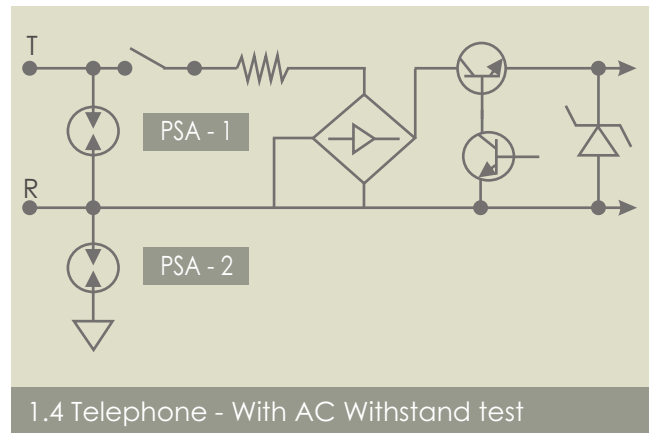 T
PSA - 1
R
PSA - 2
1.4 Telephone - With AC Withstand test